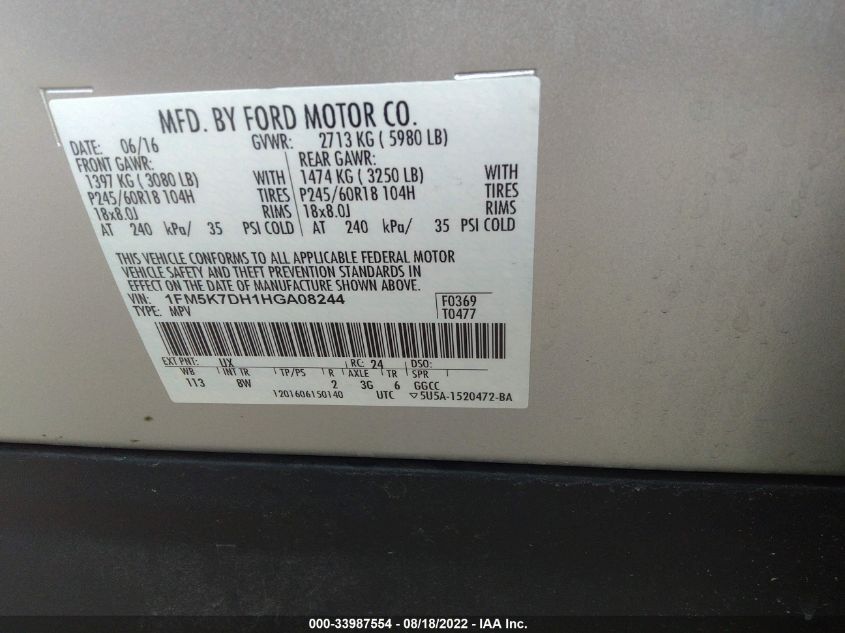 MFD. BY FORD MOTOR CO.
DATE: 06/16 GVWR: 2713 KG ( 5980 LB)
FRONT GAWR: REAR GAWR:
1397 KG ( 3080 LB) WITH 1474 KG ( 3250 LB) WITH
P245/60R18 104H TIRES P245/60R18 104H TIRES
18x8.0J RIMS 18x8.0J RIMS
AT 240 kPa/ 35 PSI COLD AT 240 kPa/ 35 PSI COLD
THIS VEHICLE CONFORMS TO ALL APPLICABLE FEDERAL MOTOR
VEHICLE SAFETY AND THEFT PREVENTION STANDARDS IN
EFFECT ON THE DATE OF MANUFACTURE SHOWN ABOVE.
VIN: 1FM5K7DH1HGA08244 F0369
TYPE: MPV T0477
EXT PNT: UX RC: 24 DSO:
WB INT TR TP/PS R AXLE TR SPR
113 8W 2 3G 6 GGCC
1201606150140 UTC ▽5U5A-1520472-BA
000-33987554 - 08/18/2022 - IAA Inc.